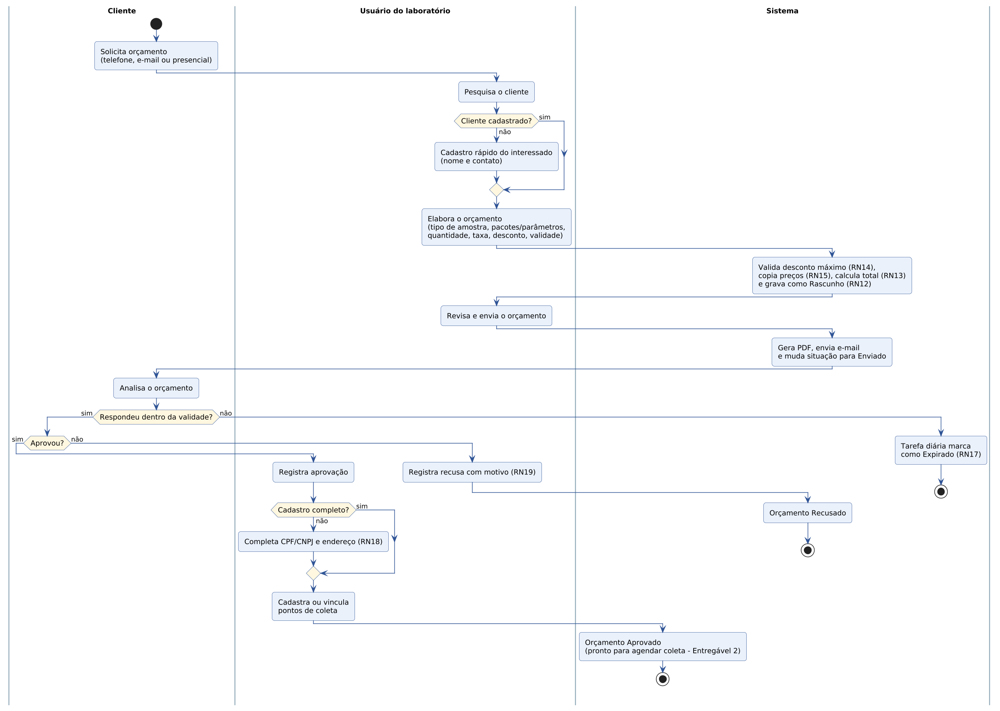 Cliente
Usuário do laboratório
Sistema
Solicita orçamento
(telefone, e-mail ou presencial)
Pesquisa o cliente
Cliente cadastrado?
sim
não
Cadastro rápido do interessado
(nome e contato)
Elabora o orçamento
(tipo de amostra, pacotes/parâmetros,
quantidade, taxa, desconto, validade)
Valida desconto máximo (RN14),
copia preços (RN15), calcula total (RN13)
e grava como Rascunho (RN12)
Revisa e envia o orçamento
Gera PDF, envia e-mail
e muda situação para Enviado
Analisa o orçamento
sim
Respondeu dentro da validade?
não
sim
Aprovou?
não
Tarefa diária marca
como Expirado (RN17)
Registra aprovação
Registra recusa com motivo (RN19)
Cadastro completo?
sim
não
Orçamento Recusado
Completa CPF/CNPJ e endereço (RN18)
Cadastra ou vincula
pontos de coleta
Orçamento Aprovado
(pronto para agendar coleta - Entregável 2)